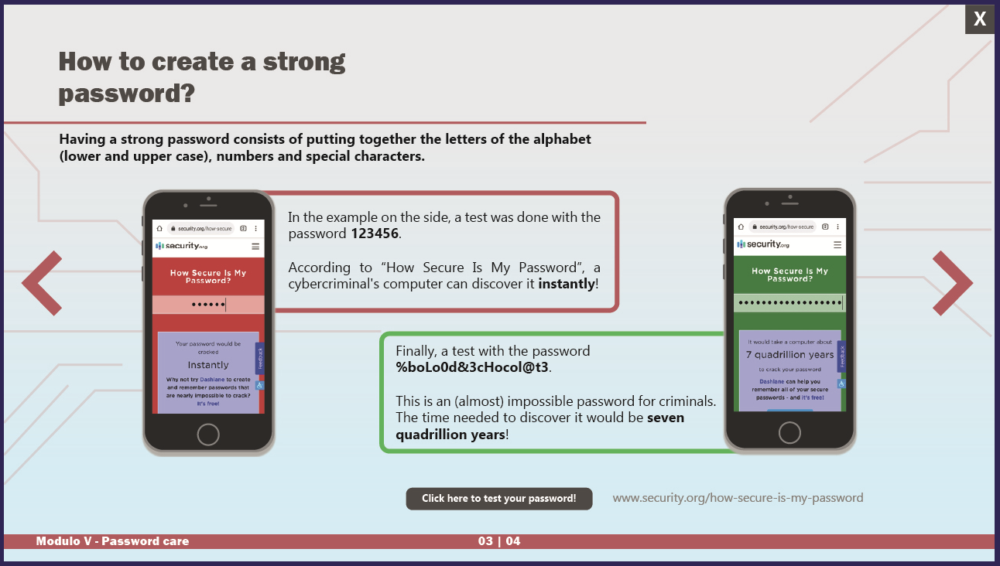 X
How to create a strong
password?
Having a strong password consists of putting together the letters of the alphabet
(lower and upper case), numbers and special characters.
security.org/how-secure
2
security.org
How Secure Is My
Password?
Your password would be
cracked
Instantly
Why not try Dashlane to create
and remember passwords that
are nearly impossible to crack?
It's free!
Feedback
In the example on the side, a test was done with the
password 123456.
According to “How Secure Is My Password”, a
cybercriminal's computer can discover it instantly!
Finally, a test with the password
%boLo0d&3cHocol@t3.
This is an (almost) impossible password for criminals.
The time needed to discover it would be seven
quadrillion years!
security.org/how-secure
2
security.org
How Secure Is My
Password?
It would take a computer about
7 quadrillion years
to crack your password
Dashlane can help you
remember all of your secure
passwords - and it's free!
Feedback
Click here to test your password!
www.security.org/how-secure-is-my-password
Modulo V - Password care
03 | 04